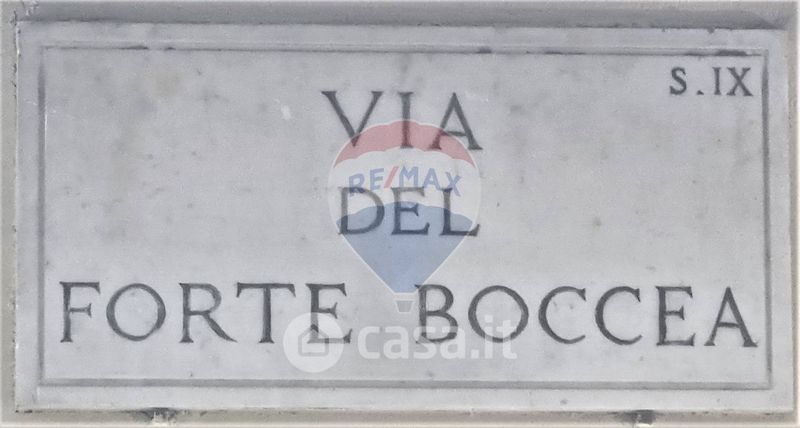 S.IX
VIA
RE/MAX
DEL
FORTE BOCCEA
casa.it